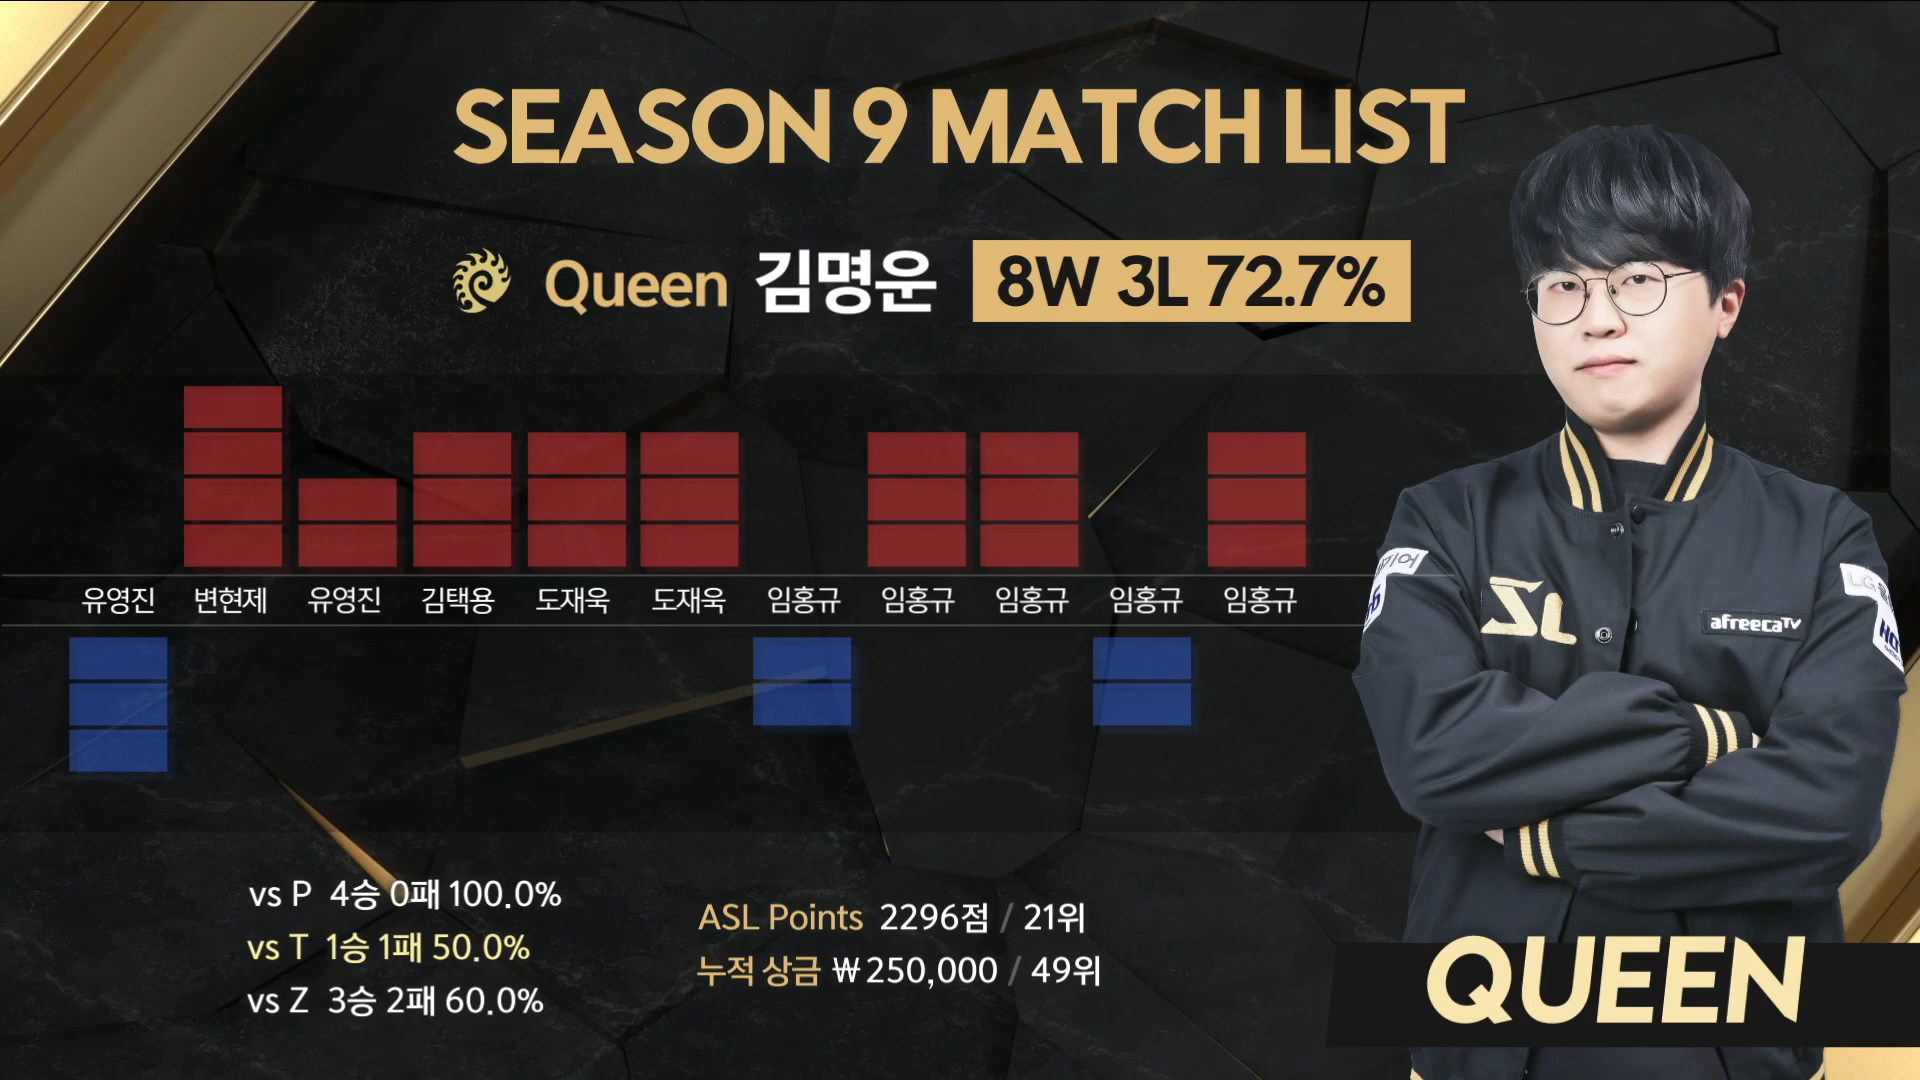 SEASON 9 MATCH LIST
Queen 김명운 8W 3L 72.7%
유영진 변현제 유영진 김택용 도재욱 도재욱 임홍규 임홍규 임홍규 임홍규 임홍규
vs P 4승 0패 100.0%
vs T 1승 1패 50.0%
vs Z 3승 2패 60.0%
ASL Points 2296점 / 21위
누적 상금 ₩250,000 / 49위
SL
afreecaTV
LG
QUEEN